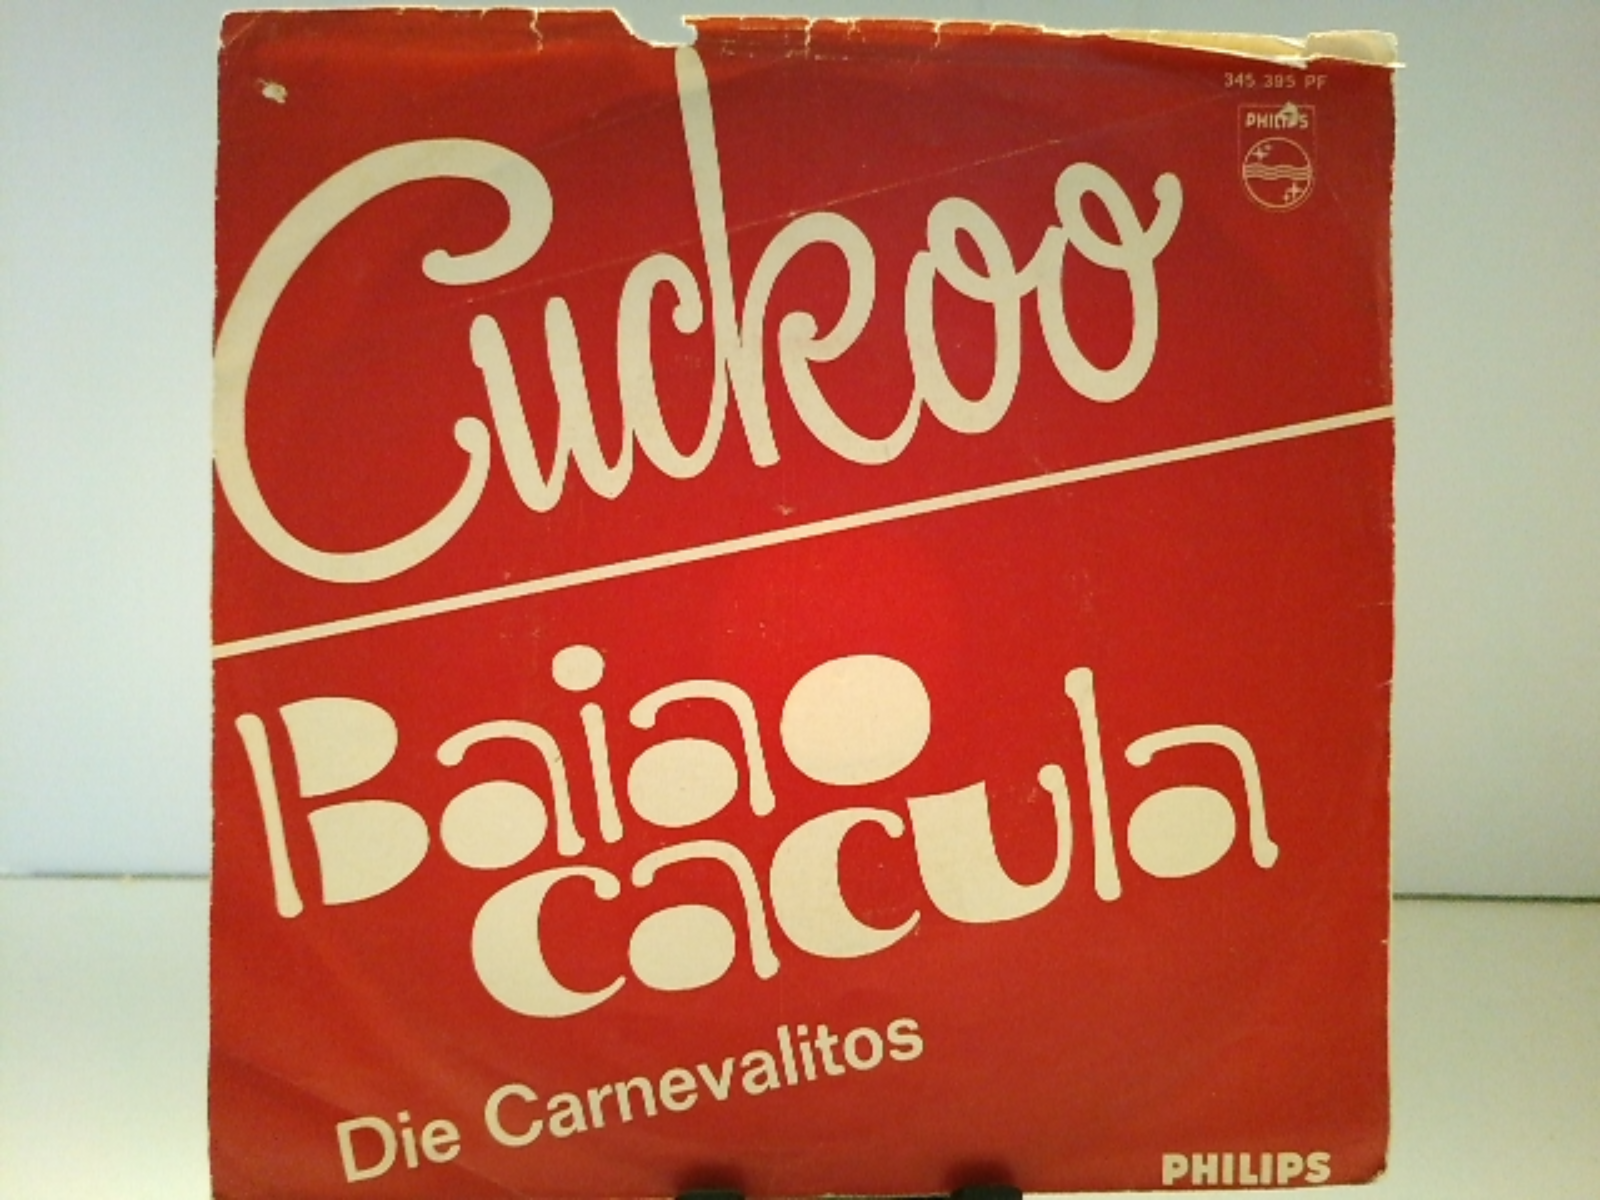 345 395 PF
PHILIPS
Cuckoo
Baiao
cacula
Die Carnevalitos
PHILIPS